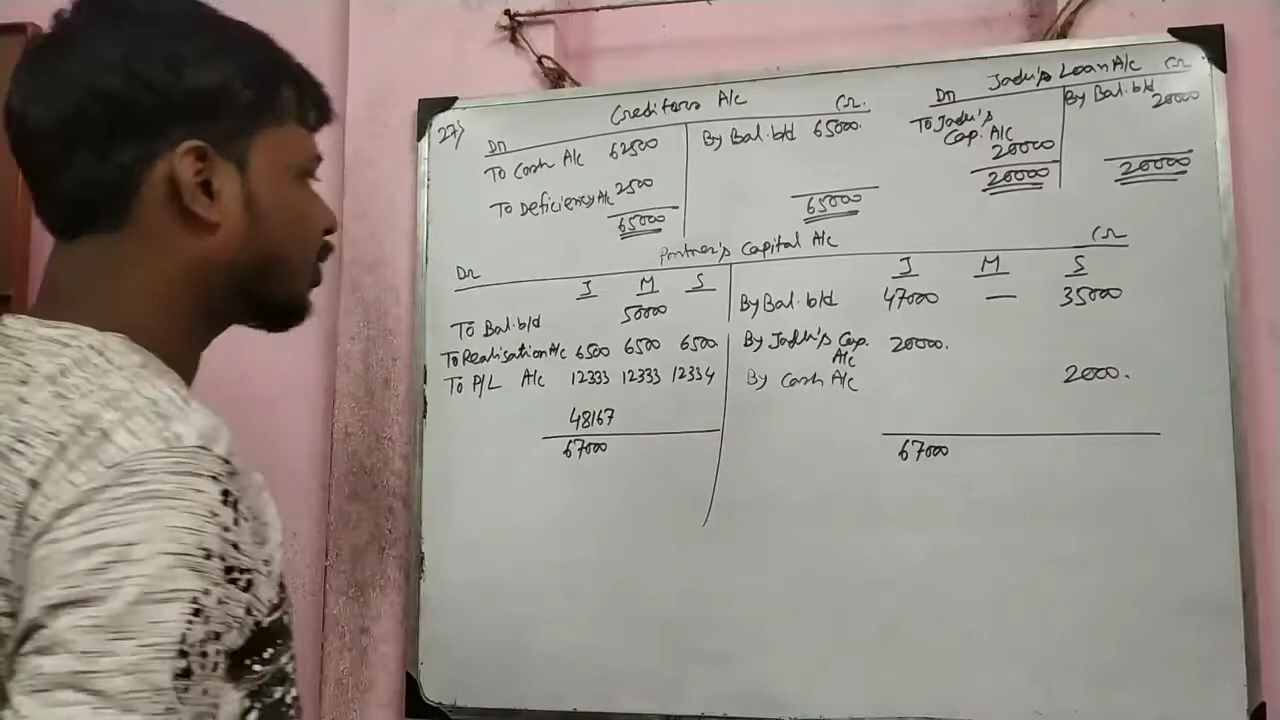 27)
Creditors A/c
Dr
Cr.
To Cash A/c 62500
By Bal. b/d 65000.
To Deficiency A/c 2500
65000
65000
Jadu's Loan A/c
Dr
Cr
To Jadu's
Cap. A/c
20000
By Bal. b/d
20000
20000
20000
Partner's Capital A/c
Dr
Cr
J M S
J M S
To Bal. b/d 50000
By Bal. b/d 47000 — 35000
To Realisation A/c 6500 6500 6500.
By Jadu's Cap. 20000.
A/c
To P/L A/c 12333 12333 12334
By Cash A/c 2000.
48167
67000
67000